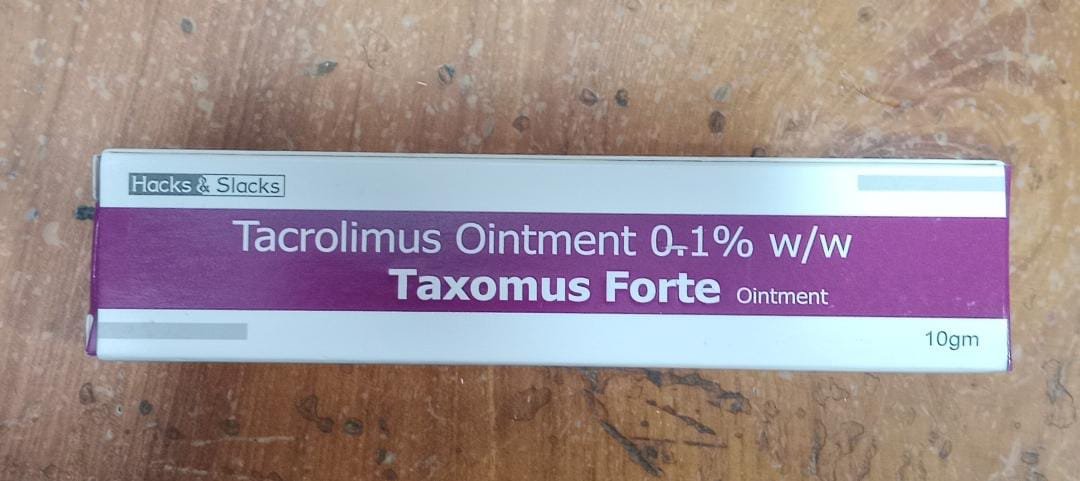 Hacks & Slacks
Tacrolimus Ointment 0.1% w/w
Taxomus Forte Ointment
10gm